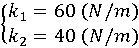 k₁ = 60 (N/m)
k₂ = 40 (N/m)